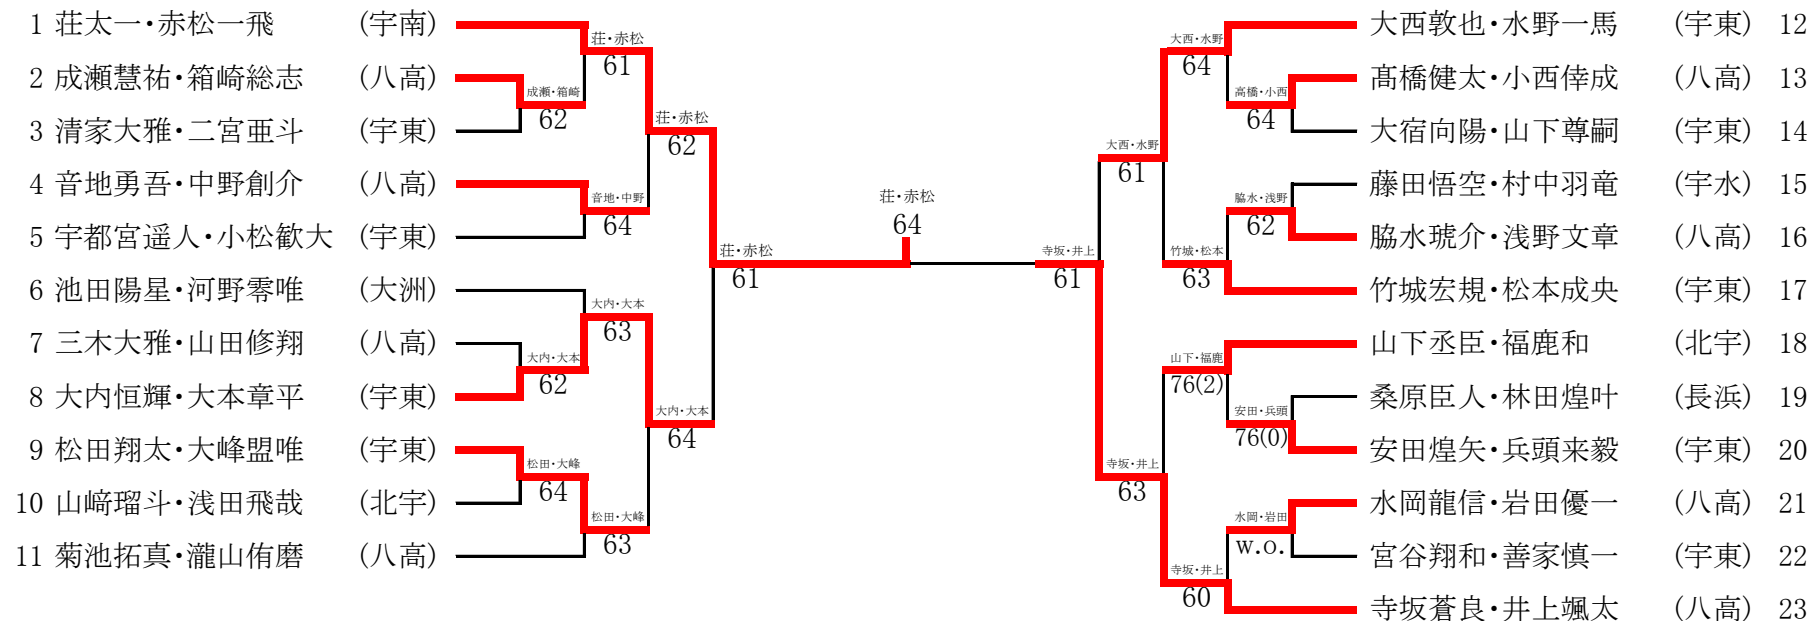 1 荘太一・赤松一飛 (宇南)
2 成瀬慧祐・箱崎総志 (八高)
3 清家大雅・二宮亜斗 (宇東)
4 音地勇吾・中野創介 (八高)
5 宇都宮遥人・小松歓大 (宇東)
6 池田陽星・河野零唯 (大洲)
7 三木大雅・山田修翔 (八高)
8 大内恒輝・大本章平 (宇東)
9 松田翔太・大峰盟唯 (宇東)
10 山﨑瑠斗・浅田飛哉 (北宇)
11 菊池拓真・瀧山侑磨 (八高)
荘・赤松
61
成瀬・箱崎
62
荘・赤松
62
音地・中野
64
荘・赤松
61
大内・大本
63
大内・大本
62
大内・大本
64
松田・大峰
64
松田・大峰
63
荘・赤松
64
寺坂・井上
61
大西・水野
61
大西・水野
64
高橋・小西
64
脇水・浅野
62
竹城・松本
63
山下・福鹿
76(2)
安田・兵頭
76(0)
寺坂・井上
63
水岡・岩田
w.o.
寺坂・井上
60
大西敦也・水野一馬 (宇東) 12
髙橋健太・小西倖成 (八高) 13
大宿向陽・山下尊嗣 (宇東) 14
藤田悟空・村中羽竜 (宇水) 15
脇水琥介・浅野文章 (八高) 16
竹城宏規・松本成央 (宇東) 17
山下丞臣・福鹿和 (北宇) 18
桑原臣人・林田煌叶 (長浜) 19
安田煌矢・兵頭来毅 (宇東) 20
水岡龍信・岩田優一 (八高) 21
宮谷翔和・善家慎一 (宇東) 22
寺坂蒼良・井上颯太 (八高) 23